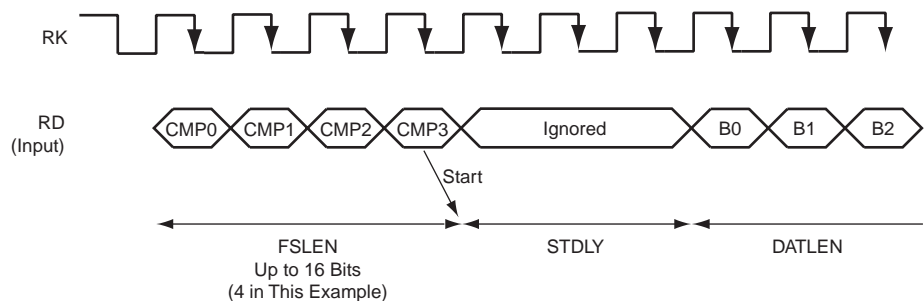 RK
RD
(Input)
CMP0 CMP1 CMP2 CMP3 Ignored B0 B1 B2
Start
FSLEN STDLY DATLEN
Up to 16 Bits
(4 in This Example)